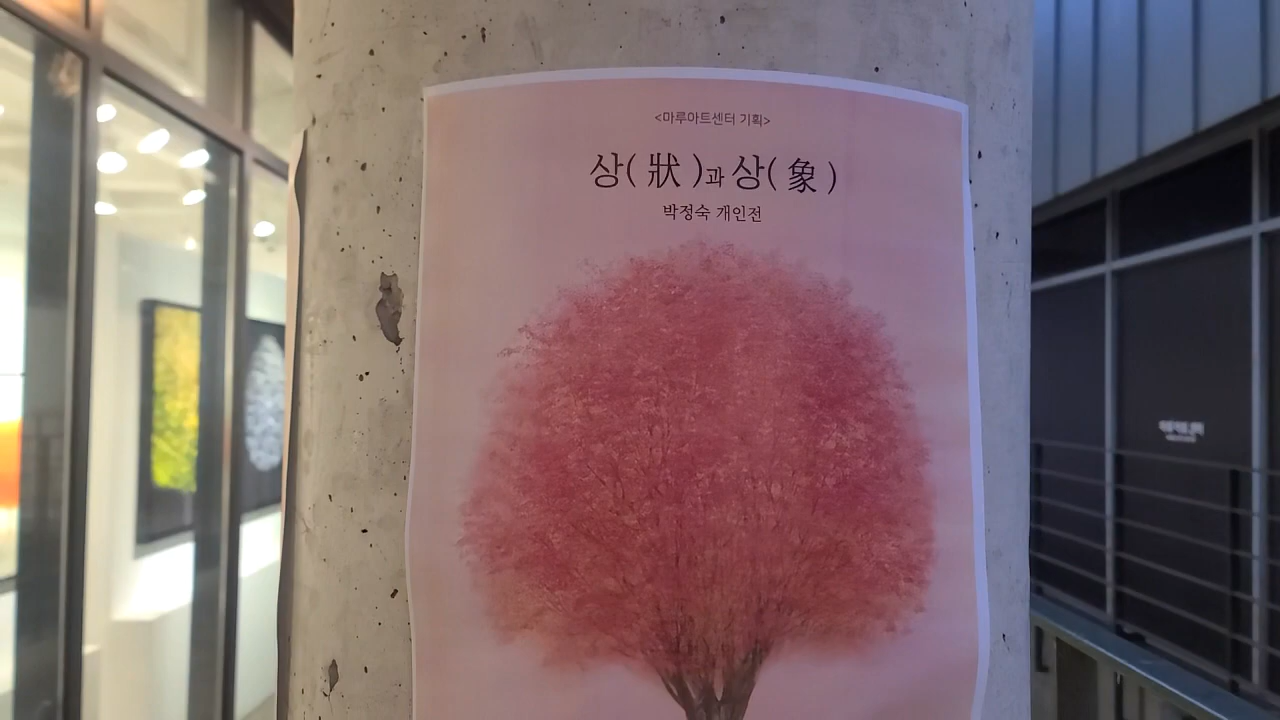 <마루아트센터 기획>
상( 狀 )과 상( 象 )
박정숙 개인전